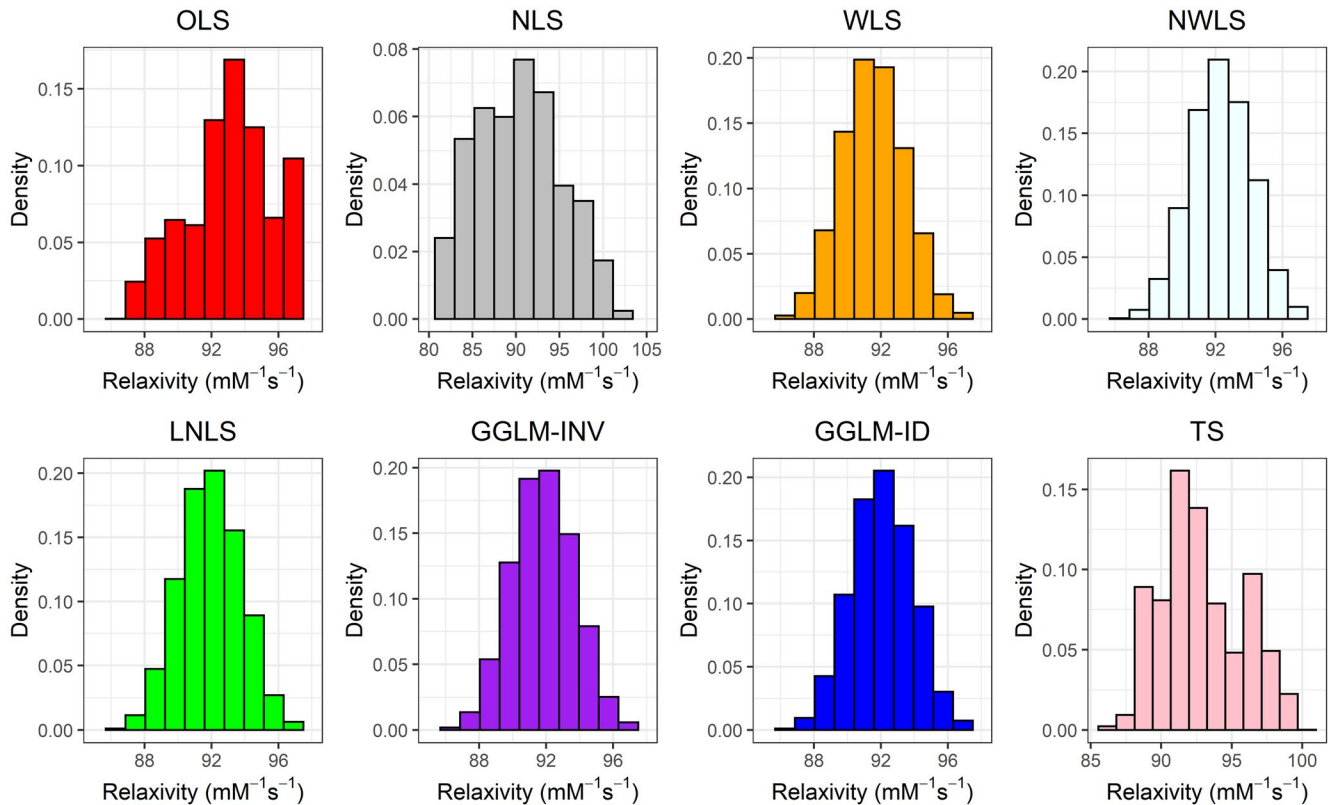 OLS NLS WLS NWLS
0.15 0.10 0.05 0.00
Density
88 92 96
Relaxivity (mM⁻¹s⁻¹)
0.08 0.06 0.04 0.02 0.00
Density
80 85 90 95 100 105
Relaxivity (mM⁻¹s⁻¹)
0.20 0.15 0.10 0.05 0.00
Density
88 92 96
Relaxivity (mM⁻¹s⁻¹)
0.20 0.15 0.10 0.05 0.00
Density
88 92 96
Relaxivity (mM⁻¹s⁻¹)
LNLS GGLM-INV GGLM-ID TS
0.20 0.15 0.10 0.05 0.00
Density
88 92 96
Relaxivity (mM⁻¹s⁻¹)
0.20 0.15 0.10 0.05 0.00
Density
88 92 96
Relaxivity (mM⁻¹s⁻¹)
0.20 0.15 0.10 0.05 0.00
Density
88 92 96
Relaxivity (mM⁻¹s⁻¹)
0.15 0.10 0.05 0.00
Density
85 90 95 100
Relaxivity (mM⁻¹s⁻¹)